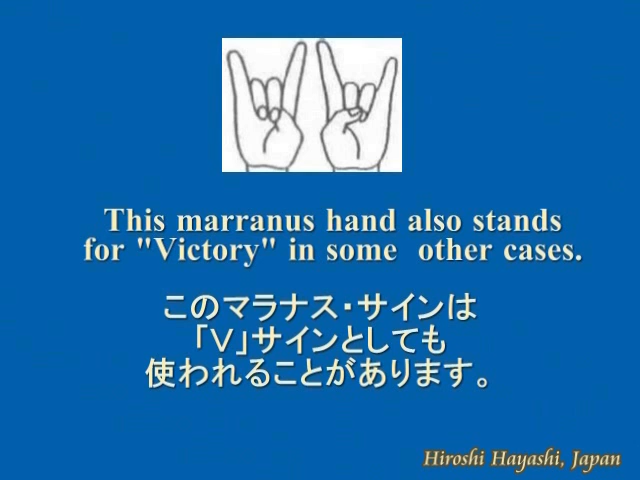 This marranus hand also stands
for "Victory" in some other cases.
このマラナス・サインは
「Ｖ」サインとしても
使われることがあります。
Hiroshi Hayashi, Japan